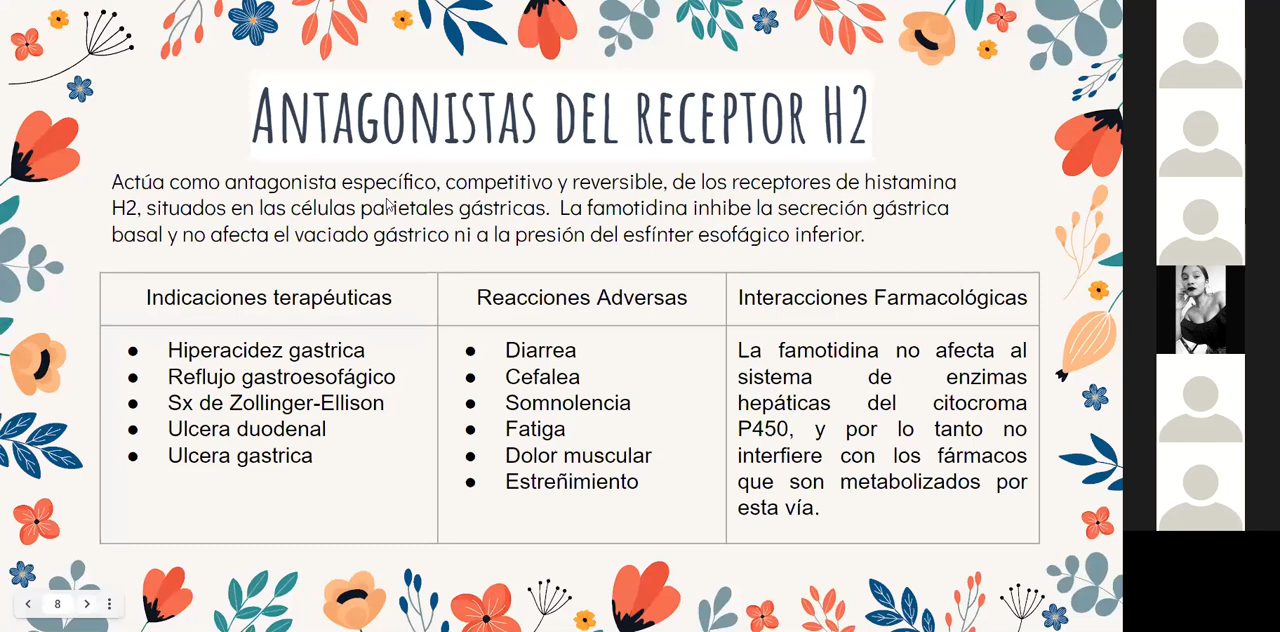 ANTAGONISTAS DEL RECEPTOR H2
Actúa como antagonista específico, competitivo y reversible, de los receptores de histamina
H2, situados en las células parietales gástricas. La famotidina inhibe la secreción gástrica
basal y no afecta el vaciado gástrico ni a la presión del esfínter esofágico inferior.
Indicaciones terapéuticas
● Hiperacidez gastrica
● Reflujo gastroesofágico
● Sx de Zollinger-Ellison
● Ulcera duodenal
● Ulcera gastrica
Reacciones Adversas
● Diarrea
● Cefalea
● Somnolencia
● Fatiga
● Dolor muscular
● Estreñimiento
Interacciones Farmacológicas
La famotidina no afecta al
sistema de enzimas
hepáticas del citocroma
P450, y por lo tanto no
interfiere con los fármacos
que son metabolizados por
esta vía.
8